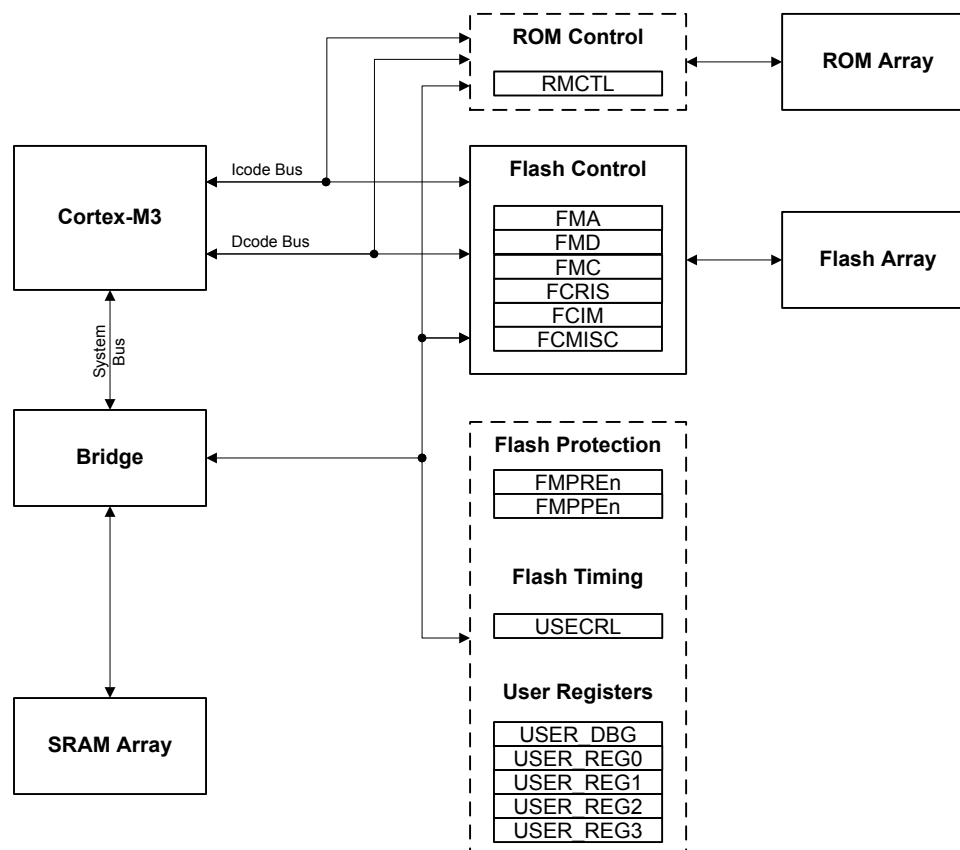 ROM Control
RMCTL
ROM Array
Icode Bus
Cortex-M3
Dcode Bus
Flash Control
FMA
FMD
FMC
FCRIS
FCIM
FCMISC
Flash Array
System
Bus
Bridge
Flash Protection
FMPREn
FMPPEn
Flash Timing
USECRL
User Registers
USER_DBG
USER_REG0
USER_REG1
USER_REG2
USER_REG3
SRAM Array